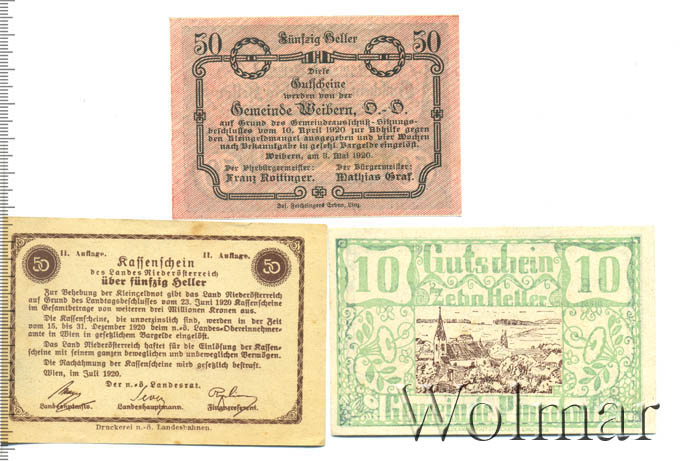 50 Fünfzig Heller 50
Diese
Gutscheine
werden von der
Gemeinde Weibern, O.-Ö.
auf Grund des Gemeindeausschuß-Sitzungs-
beschlusses vom 10. April 1920 zur Abhilfe gegen
den Kleingeldmangel ausgegeben und vier Wochen
nach Bekanntgabe in gesetzl. Bargelde eingelöst.
Weibern, am 3. Mai 1920.
Der Vizebürgermeister: Der Bürgermeister:
Franz Roitinger. Mathias Graf.
Jos. Feichtingers Erben, Linz.
II. Auflage. II. Auflage.
50 Kassenschein 50
des Landes Niederösterreich
über fünfzig Heller
Zur Behebung der Kleingeldnot gibt das Land Niederösterreich
auf Grund des Landtagsbeschlusses vom 23. Juni 1920 Kassenscheine
im Gesamtbetrage von weiteren drei Millionen Kronen aus.
Die Kassenscheine, die unverzinslich sind, werden in der Zeit
vom 15. bis 31. Dezember 1920 beim n.-ö. Landes-Obereinnehmer-
amte in Wien in gesetzlichem Bargelde eingelöst.
Das Land Niederösterreich haftet für die Einlösung der Kassen-
scheine mit seinem ganzen beweglichen und unbeweglichen Vermögen.
Die Nachahmung der Kassenscheine wird gesetzlich bestraft.
Wien, im Juli 1920.
Der n.-ö. Landesrat.
Landeshauptmann. Finanzreferent.
Druckerei n.-ö. Landesbahnen.
Gutschein
10 Zehn Heller 10
Wolmar